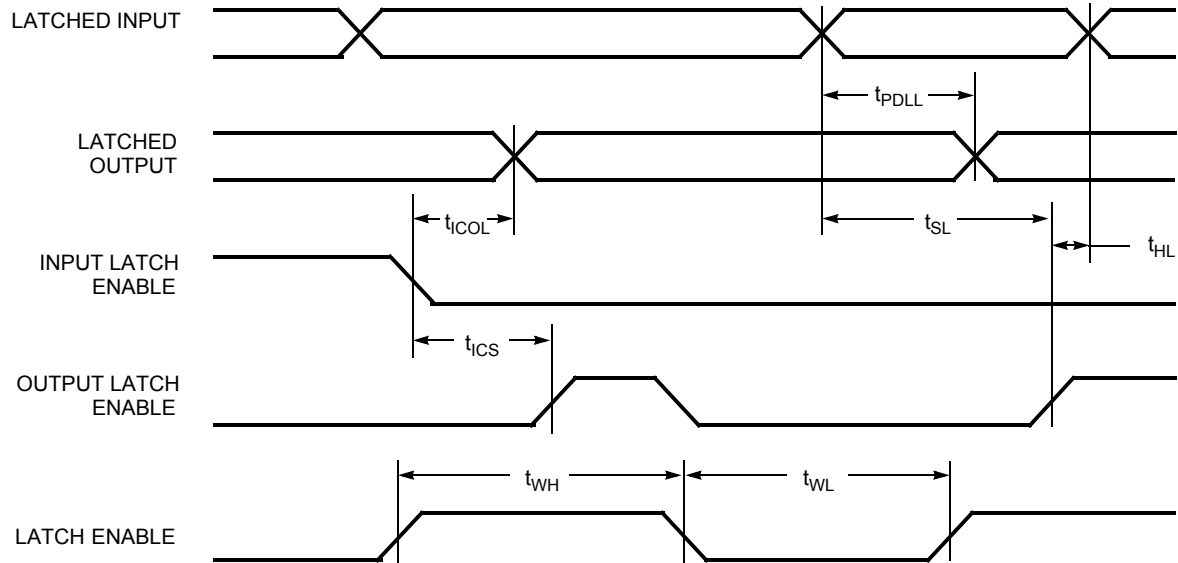 LATCHED INPUT
tPDLL
LATCHED
OUTPUT
tICOL
tSL
tHL
INPUT LATCH
ENABLE
tICS
OUTPUT LATCH
ENABLE
tWH
tWL
LATCH ENABLE